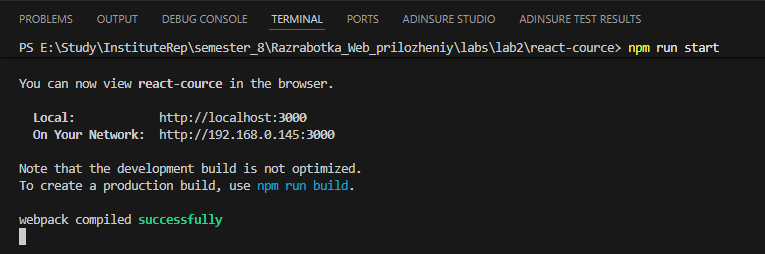 PROBLEMS OUTPUT DEBUG CONSOLE TERMINAL PORTS ADINSURE STUDIO ADINSURE TEST RESULTS
PS E:\Study\InstituteRep\semester_8\Razrabotka_Web_prilozheniy\labs\lab2\react-cource> npm run start
You can now view react-cource in the browser.
Local: http://localhost:3000
On Your Network: http://192.168.0.145:3000
Note that the development build is not optimized.
To create a production build, use npm run build.
webpack compiled successfully